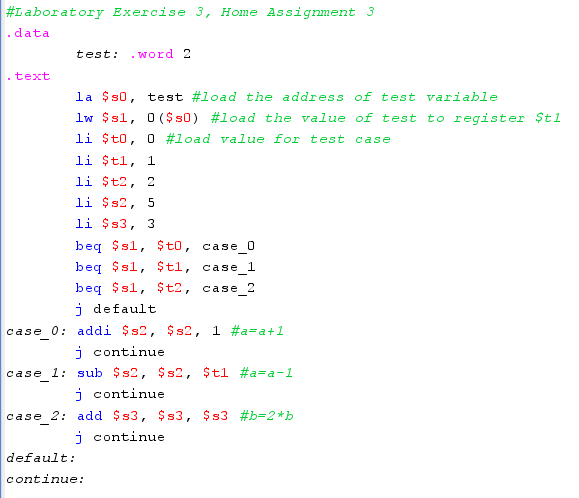 #Laboratory Exercise 3, Home Assignment 3
.data
test: .word 2
.text
la $s0, test #load the address of test variable
lw $s1, 0($s0) #load the value of test to register $t1
li $t0, 0 #load value for test case
li $t1, 1
li $t2, 2
li $s2, 5
li $s3, 3
beq $s1, $t0, case_0
beq $s1, $t1, case_1
beq $s1, $t2, case_2
j default
case_0: addi $s2, $s2, 1 #a=a+1
j continue
case_1: sub $s2, $s2, $t1 #a=a-1
j continue
case_2: add $s3, $s3, $s3 #b=2*b
j continue
default:
continue: